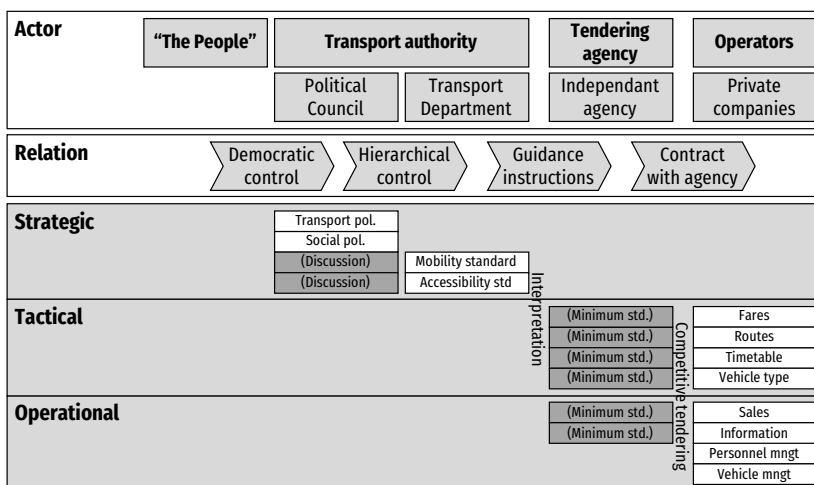 Actor
"The People"
Transport authority
Tendering
agency
Operators
Political
Council
Transport
Department
Independant
agency
Private
companies
Relation
Democratic
control
Hierarchical
control
Guidance
instructions
Contract
with agency
Strategic
Transport pol.
Social pol.
(Discussion)
Mobility standard
(Discussion)
Accessibility std
Interpretation
Tactical
(Minimum std.)
Fares
(Minimum std.)
Routes
(Minimum std.)
Timetable
(Minimum std.)
Vehicle type
Competitive tendering
Operational
(Minimum std.)
Sales
(Minimum std.)
Information
Personnel mngt
Vehicle mngt